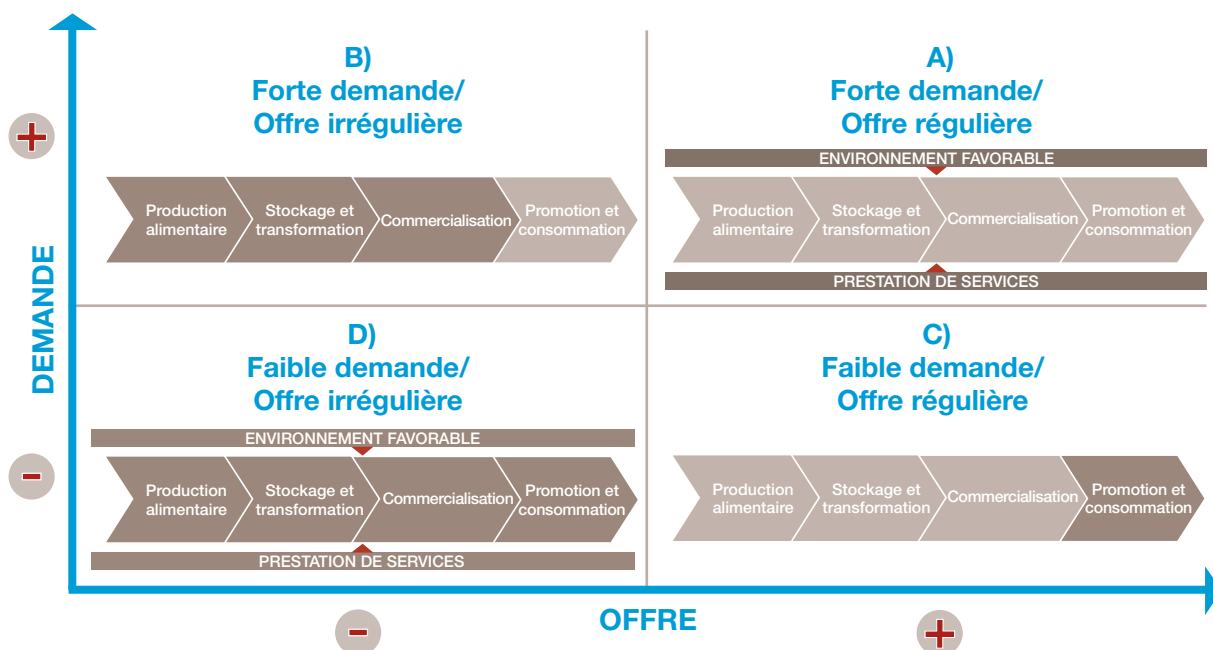 B)
Forte demande/
Offre irrégulière
Production
alimentaire
Stockage et
transformation
Commercialisation
Promotion et
consommation
A)
Forte demande/
Offre régulière
ENVIRONNEMENT FAVORABLE
Production
alimentaire
Stockage et
transformation
Commercialisation
Promotion et
consommation
PRESTATION DE SERVICES
DEMANDE
+
-
D)
Faible demande/
Offre irrégulière
ENVIRONNEMENT FAVORABLE
Production
alimentaire
Stockage et
transformation
Commercialisation
Promotion et
consommation
PRESTATION DE SERVICES
C)
Faible demande/
Offre régulière
Production
alimentaire
Stockage et
transformation
Commercialisation
Promotion et
consommation
-
OFFRE
+